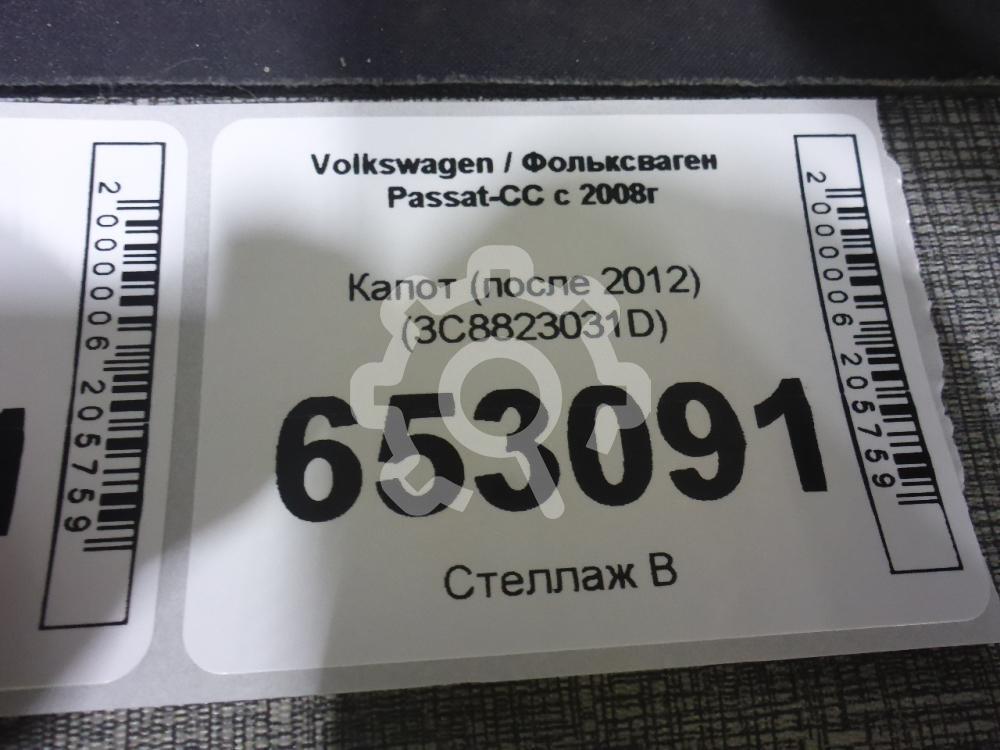 2000006205759
Volkswagen / Фольксваген
Passat-CC с 2008г
Капот (после 2012)
(3C8823031D)
653091
Стеллаж В
2000006205759